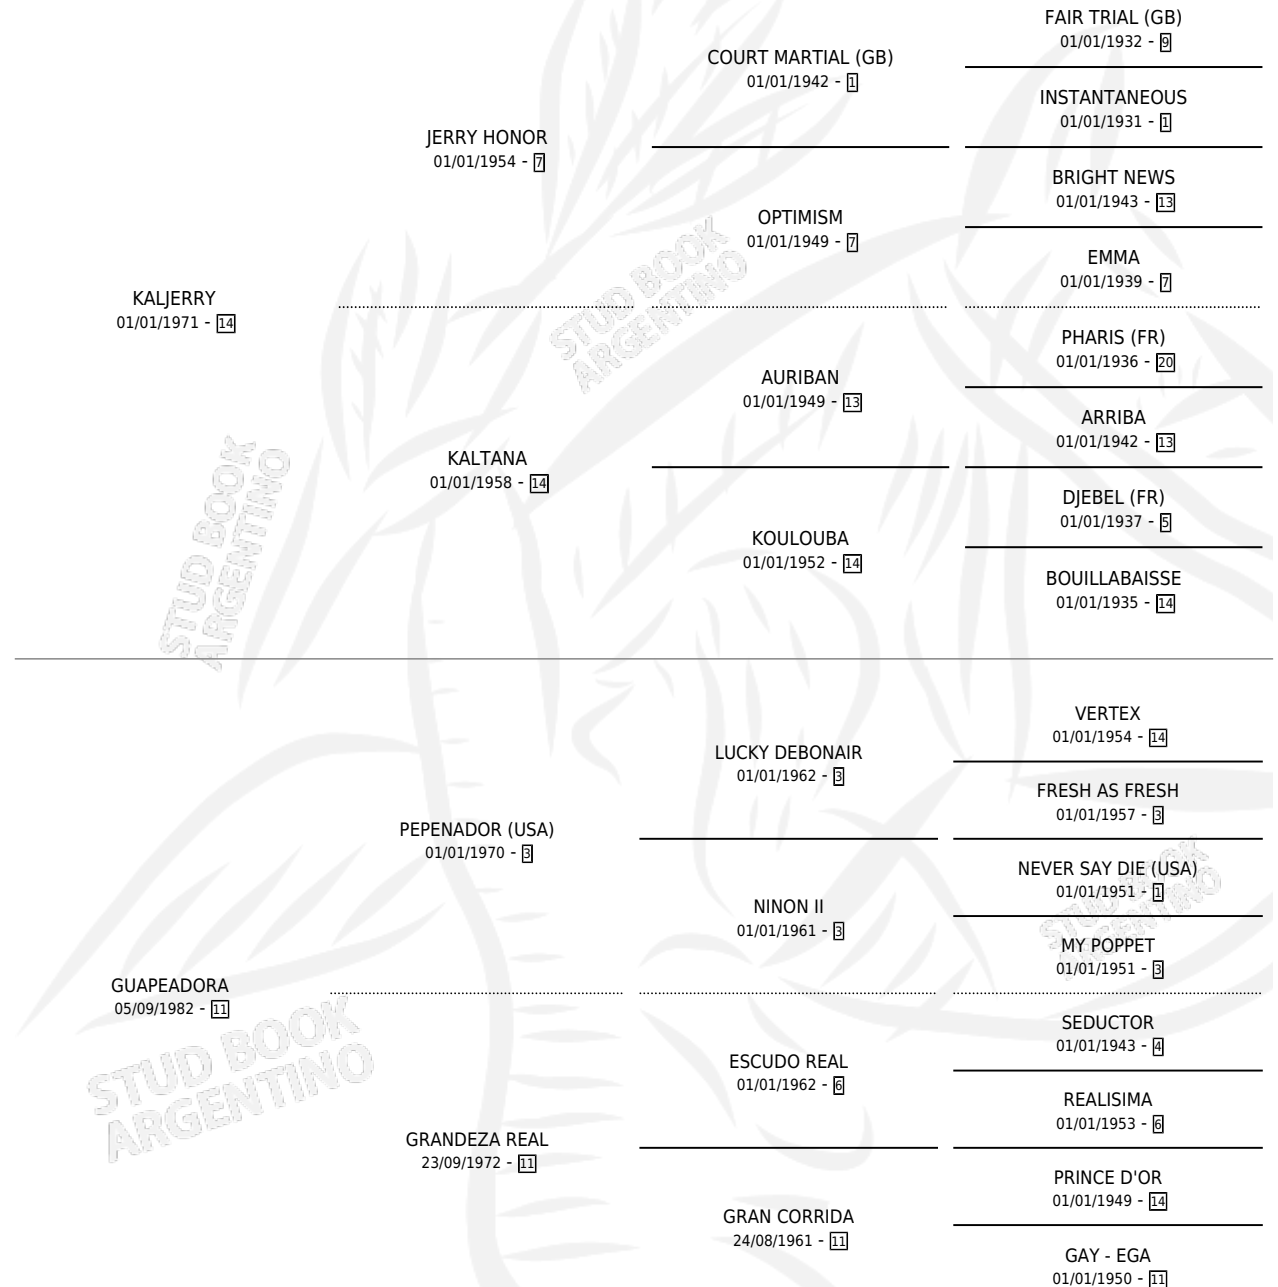 FAIR TRIAL (GB)
01/01/1932 - 9
COURT MARTIAL (GB)
01/01/1942 - 1
INSTANTANEOUS
01/01/1931 - 1
JERRY HONOR
01/01/1954 - 7
BRIGHT NEWS
01/01/1943 - 13
OPTIMISM
01/01/1949 - 7
EMMA
01/01/1939 - 7
KALJERRY
01/01/1971 - 14
PHARIS (FR)
01/01/1936 - 20
AURIBAN
01/01/1949 - 13
ARRIBA
01/01/1942 - 13
KALTANA
01/01/1958 - 14
DJEBEL (FR)
01/01/1937 - 5
KOULOUBA
01/01/1952 - 14
BOUILLABAISSE
01/01/1935 - 14
VERTEX
01/01/1954 - 14
LUCKY DEBONAIR
01/01/1962 - 3
FRESH AS FRESH
01/01/1957 - 3
PEPENADOR (USA)
01/01/1970 - 3
NEVER SAY DIE (USA)
01/01/1951 - 1
NINON II
01/01/1961 - 3
MY POPPET
01/01/1951 - 3
GUAPEADORA
05/09/1982 - 11
SEDUCTOR
01/01/1943 - 4
ESCUDO REAL
01/01/1962 - 6
REALISIMA
01/01/1953 - 6
GRANDEZA REAL
23/09/1972 - 11
PRINCE D'OR
01/01/1949 - 14
GRAN CORRIDA
24/08/1961 - 11
GAY - EGA
01/01/1950 - 11
STUD BOOK
ARGENTINO
STUD BOOK
ARGENTINO
STUD BOOK
ARGENTINO
STUD BOOK
ARGENTINO